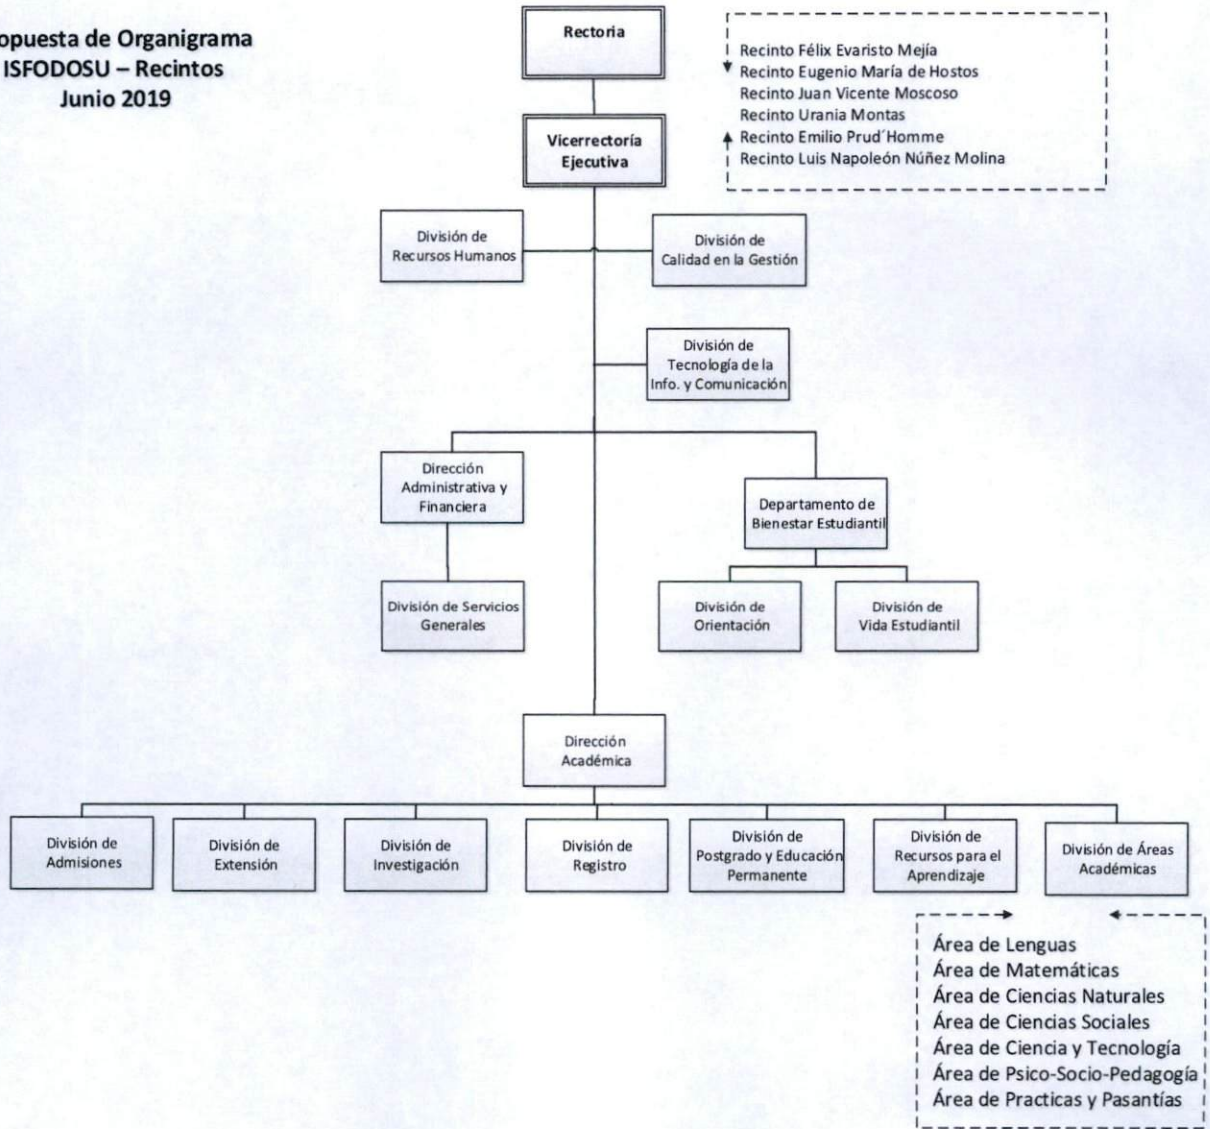 opuesta de Organigrama
ISFODOSU – Recintos
Junio 2019
Rectoria
Vicerrectoría
Ejecutiva
Recinto Félix Evaristo Mejía
Recinto Eugenio María de Hostos
Recinto Juan Vicente Moscoso
Recinto Urania Montas
Recinto Emilio Prud´Homme
Recinto Luis Napoleón Núñez Molina
División de
Recursos Humanos
División de
Calidad en la Gestión
División de
Tecnología de la
Info. y Comunicación
Dirección
Administrativa y
Financiera
Departamento de
Bienestar Estudiantil
División de Servicios
Generales
División de
Orientación
División de
Vida Estudiantil
Dirección
Académica
División de
Admisiones
División de
Extensión
División de
Investigación
División de
Registro
División de
Postgrado y Educación
Permanente
División de
Recursos para el
Aprendizaje
División de Áreas
Académicas
Área de Lenguas
Área de Matemáticas
Área de Ciencias Naturales
Área de Ciencias Sociales
Área de Ciencia y Tecnología
Área de Psico-Socio-Pedagogía
Área de Practicas y Pasantías